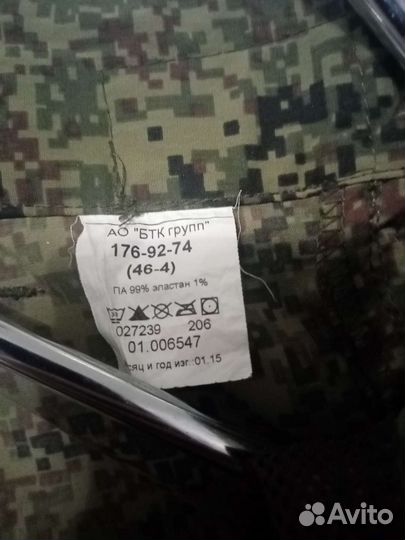 АО "БТК групп"
176-92-74
(46-4)
ПА 99% эластан 1%
027239 206
01.006547
сяц и год изг.:01.15
Avito